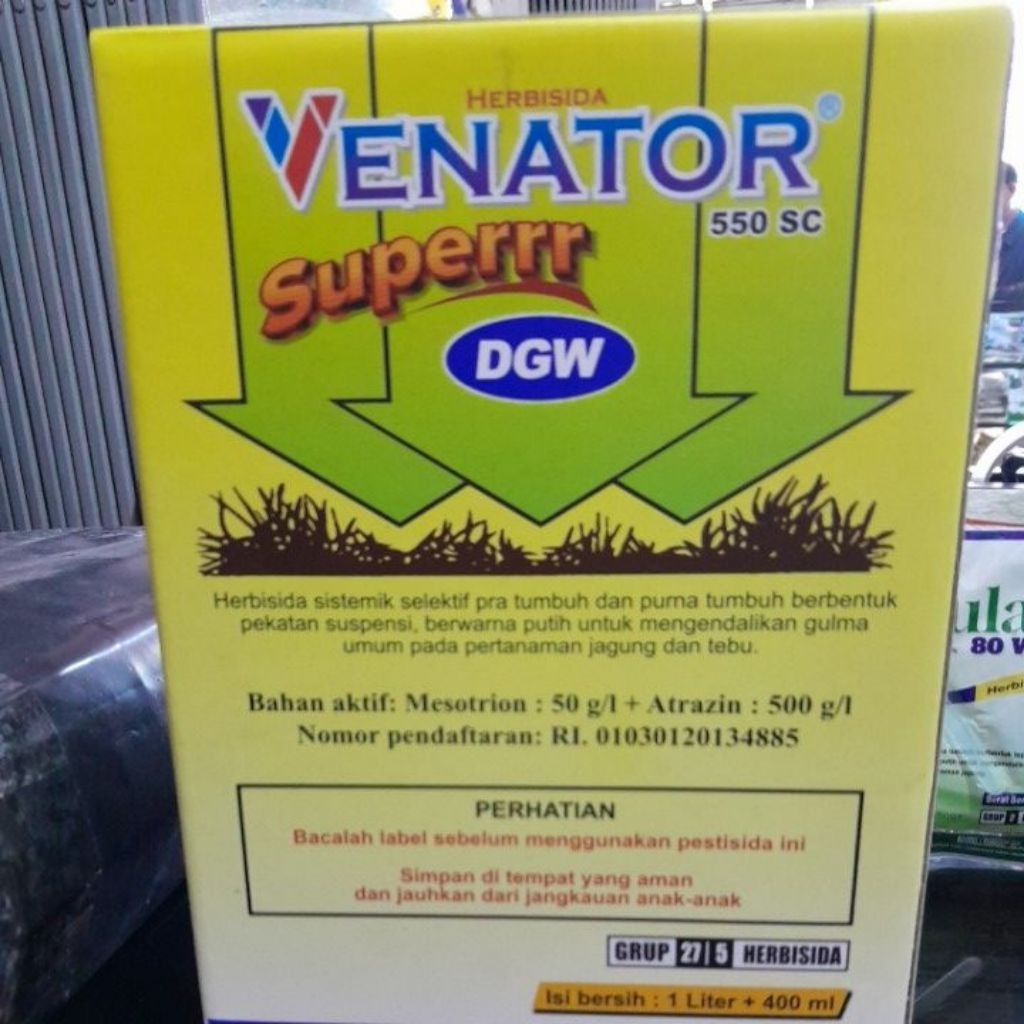 HERBISIDA
VENATOR®
550 SC
Superrr
DGW
Herbisida sistemik selektif pra tumbuh dan purna tumbuh berbentuk
pekatan suspensi, berwarna putih untuk mengendalikan gulma
umum pada pertanaman jagung dan tebu.
Bahan aktif: Mesotrion : 50 g/l + Atrazin : 500 g/l
Nomor pendaftaran: RI. 01030120134885
PERHATIAN
Bacalah label sebelum menggunakan pestisida ini
Simpan di tempat yang aman
dan jauhkan dari jangkauan anak-anak
GRUP 27 5 HERBISIDA
Isi bersih : 1 Liter + 400 ml
ula
80 W
Herbi